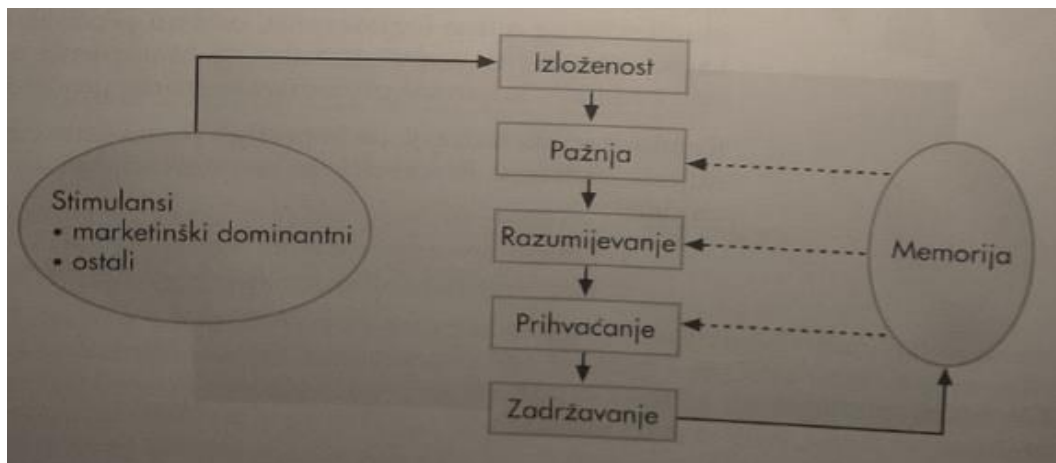 Izloženost
Pažnja
Stimulansi
• marketinški dominantni
• ostali
Razumijevanje
Memorija
Prihvaćanje
Zadržavanje